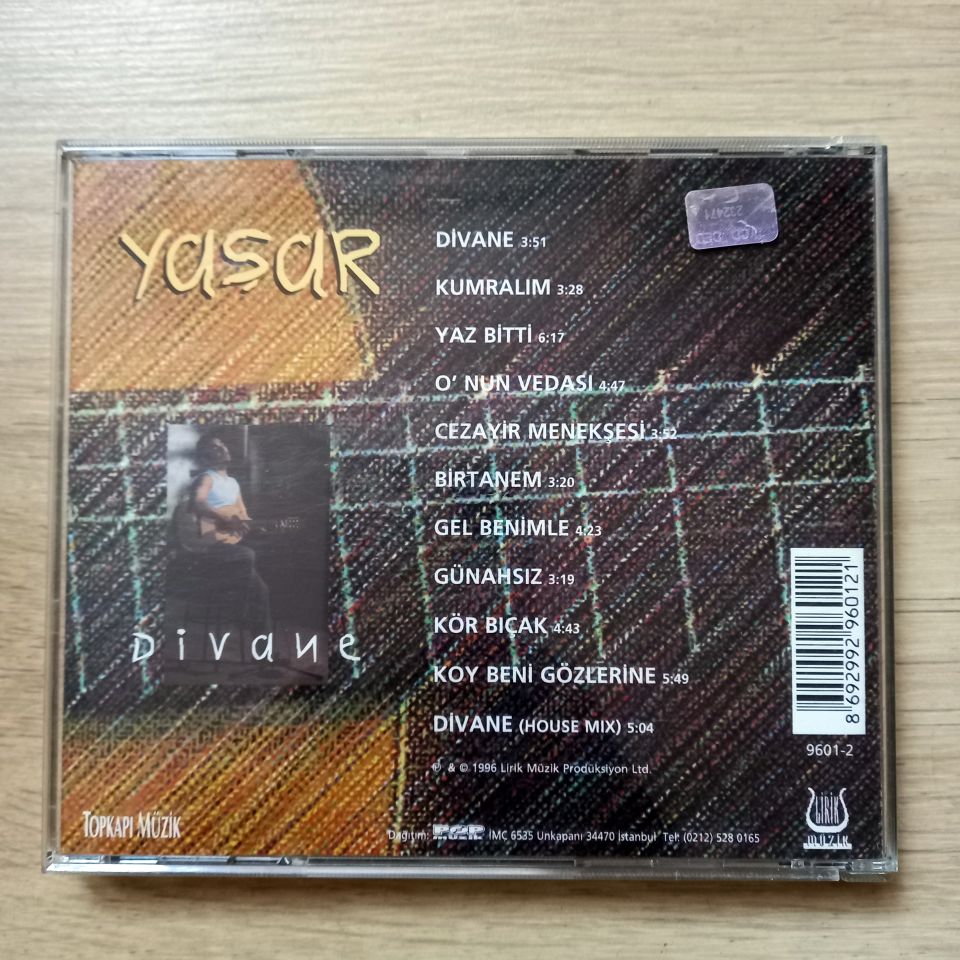 Yaşar
Divane
DİVANE 3:51
KUMRALIM 3:28
YAZ BİTTİ 6:17
O' NUN VEDASI 4:47
CEZAYİR MENEKŞESİ 3:52
BİRTANEM 3:20
GEL BENİMLE 4:23
GÜNAHSIZ 3:19
KÖR BIÇAK 4:43
KOY BENİ GÖZLERİNE 5:49
DİVANE (HOUSE MIX) 5:04
℗ & © 1996 Lirik Müzik Prodüksiyon Ltd.
Dağıtım: İMC 6535 Unkapanı 34470 İstanbul Tel: (0212) 528 0165
TOPKAPI MÜZİK
232471
8 692992 960121
9601-2
LİRİK
MÜZİK